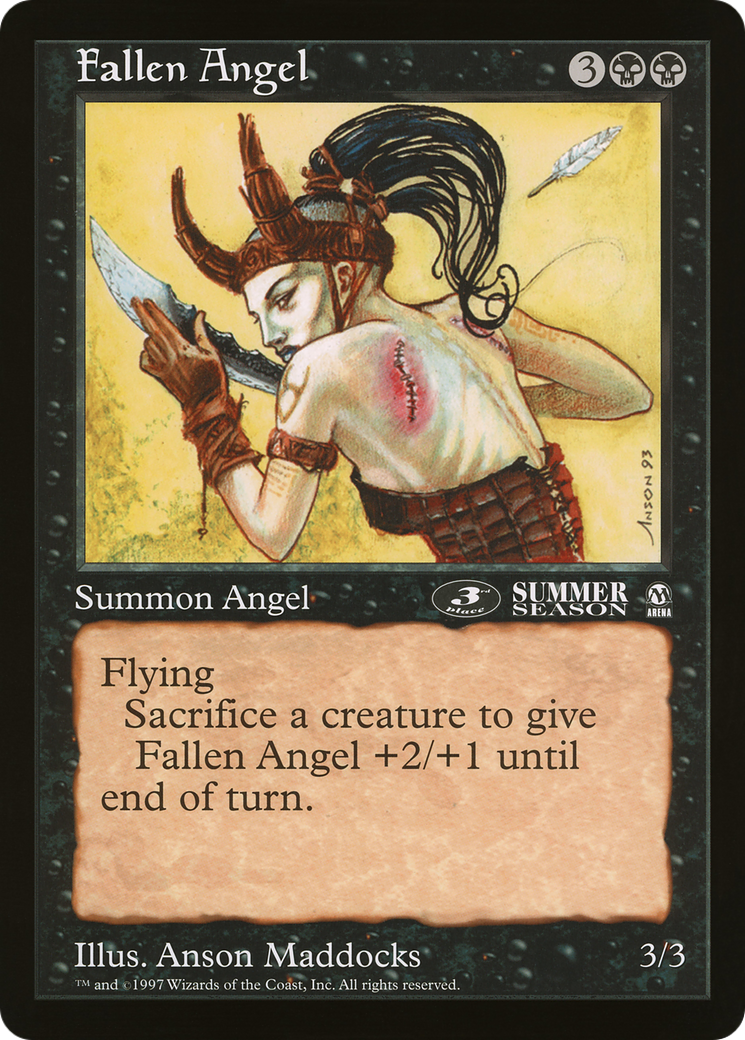 Fallen Angel 3
ANSON 93
Summon Angel 3rd place SUMMER SEASON ARENA
Flying
Sacrifice a creature to give
Fallen Angel +2/+1 until
end of turn.
Illus. Anson Maddocks 3/3
™ and ©1997 Wizards of the Coast, Inc. All rights reserved.